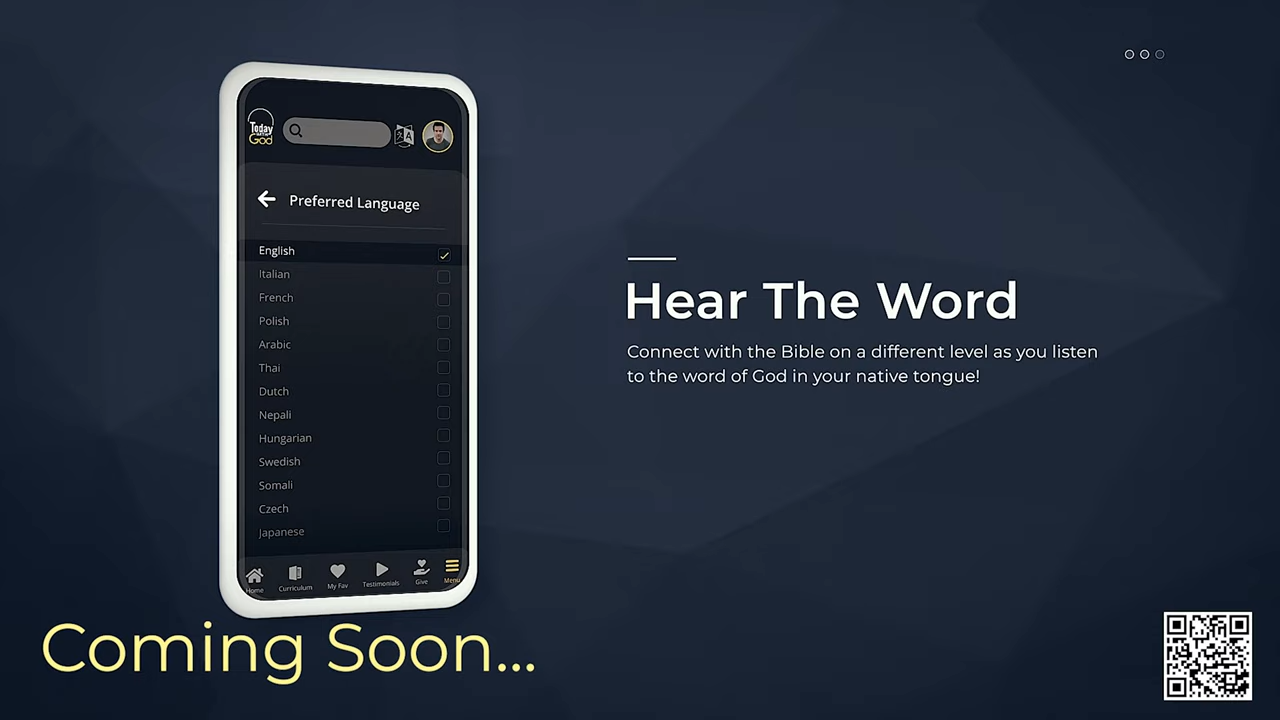 Today
God
Preferred Language
English
Italian
French
Polish
Arabic
Thai
Dutch
Nepali
Hungarian
Swedish
Somali
Czech
Japanese
Home
Curriculum
My Fav
Testimonials
Give
Menu
Hear The Word
Connect with the Bible on a different level as you listen
to the word of God in your native tongue!
Coming Soon...